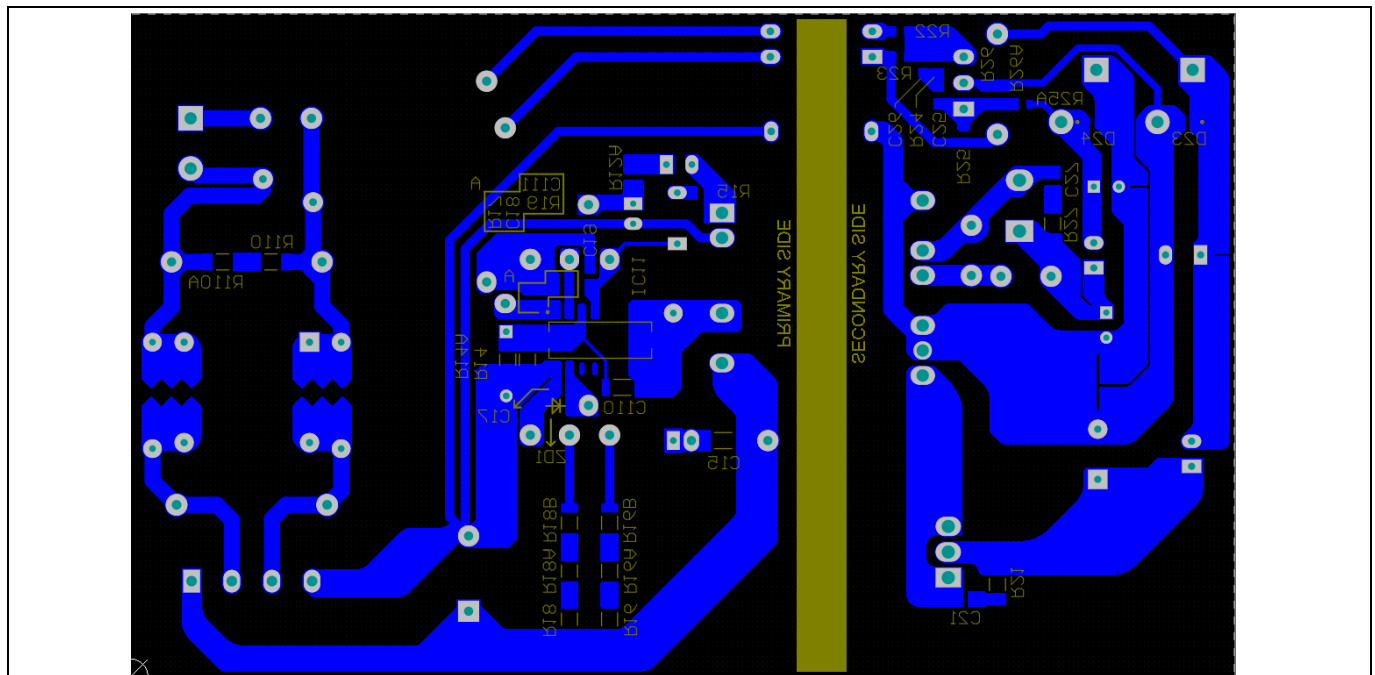 R22
R23
R26
R26A
R25A
C26
R24
C25
R25
D24
D23
R12A
R15
A
C111
R17
C18
R19
C19
C27
R27
R110
R110A
A
IC11
PRIMARY SIDE
SECONDARY SIDE
R14A
R14
C17
C110
ZD1
C15
R18B
R16B
R18A
R16A
R18
R16
R21
C21